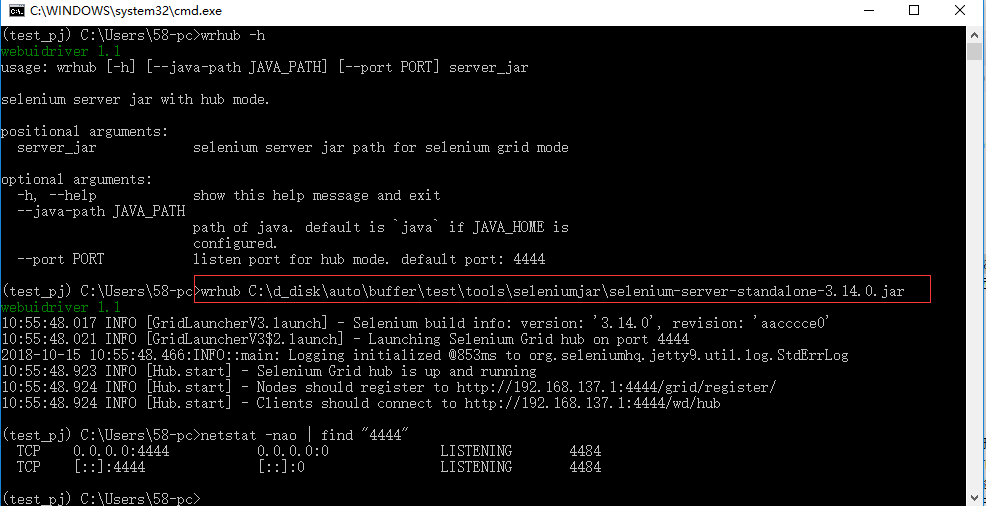 C:\WINDOWS\system32\cmd.exe
(test_pj) C:\Users\58-pc>wrhub -h
webuidriver 1.1
usage: wrhub [-h] [--java-path JAVA_PATH] [--port PORT] server_jar
selenium server jar with hub mode.
positional arguments:
server_jar selenium server jar path for selenium grid mode
optional arguments:
-h, --help show this help message and exit
--java-path JAVA_PATH
path of java. default is `java` if JAVA_HOME is
configured.
--port PORT listen port for hub mode. default port: 4444
(test_pj) C:\Users\58-pc>wrhub C:\d_disk\auto\buffer\test\tools\seleniumjar\selenium-server-standalone-3.14.0.jar
webuidriver 1.1
10:55:48.017 INFO [GridLauncherV3.launch] - Selenium build info: version: '3.14.0', revision: 'aacccce0'
10:55:48.021 INFO [GridLauncherV3$2.launch] - Launching Selenium Grid hub on port 4444
2018-10-15 10:55:48.466:INFO::main: Logging initialized @853ms to org.seleniumhq.jetty9.util.log.StdErrLog
10:55:48.923 INFO [Hub.start] - Selenium Grid hub is up and running
10:55:48.924 INFO [Hub.start] - Nodes should register to http://192.168.137.1:4444/grid/register/
10:55:48.924 INFO [Hub.start] - Clients should connect to http://192.168.137.1:4444/wd/hub
(test_pj) C:\Users\58-pc>netstat -nao | find "4444"
TCP 0.0.0.0:4444 0.0.0.0:0 LISTENING 4484
TCP [::]:4444 [::]:0 LISTENING 4484
(test_pj) C:\Users\58-pc>